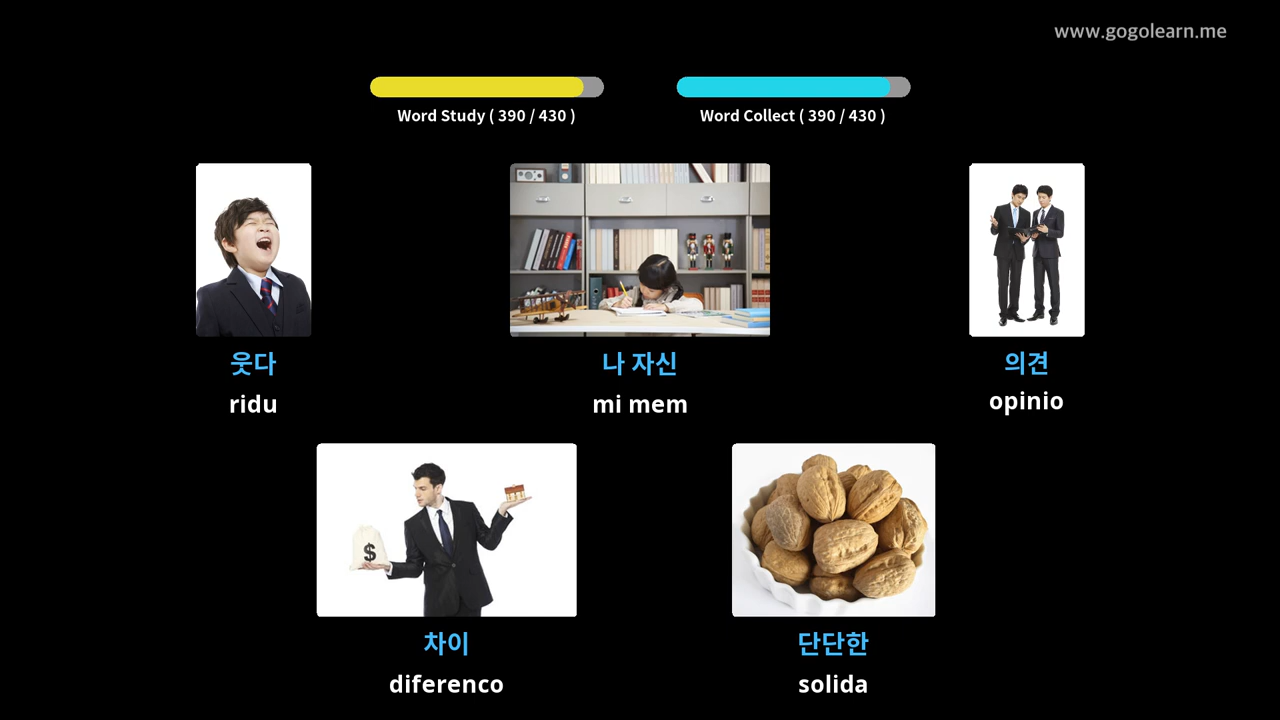 www.gogolearn.me
Word Study ( 390 / 430 )
Word Collect ( 390 / 430 )
웃다
ridu
나 자신
mi mem
의견
opinio
$
차이
diferenco
단단한
solida